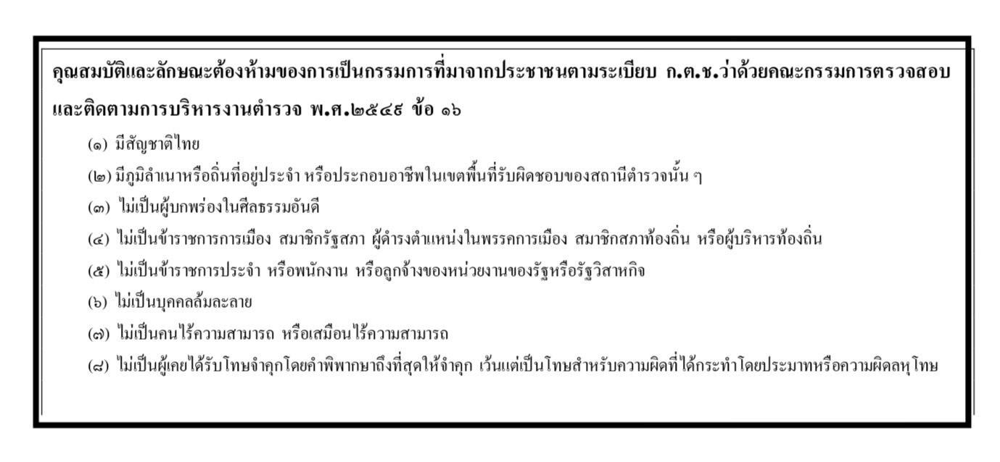 คุณสมบัติและลักษณะต้องห้ามของการเป็นกรรมการที่มาจากประชาชนตามระเบียบ ก.ต.ช.ว่าด้วยคณะกรรมการตรวจสอบ
และติดตามการบริหารงานตำรวจ พ.ศ.๒๕๔๙ ข้อ ๑๖
(๑) มีสัญชาติไทย
(๒) มีภูมิลำเนาหรือถิ่นที่อยู่ประจำ หรือประกอบอาชีพในเขตพื้นที่รับผิดชอบของสถานีตำรวจนั้น ๆ
(๓) ไม่เป็นผู้บกพร่องในศีลธรรมอันดี
(๔) ไม่เป็นข้าราชการการเมือง สมาชิกรัฐสภา ผู้ดำรงตำแหน่งในพรรคการเมือง สมาชิกสภาท้องถิ่น หรือผู้บริหารท้องถิ่น
(๕) ไม่เป็นข้าราชการประจำ หรือพนักงาน หรือลูกจ้างของหน่วยงานของรัฐหรือรัฐวิสาหกิจ
(๖) ไม่เป็นบุคคลล้มละลาย
(๗) ไม่เป็นคนไร้ความสามารถ หรือเสมือนไร้ความสามารถ
(๘) ไม่เป็นผู้เคยได้รับโทษจำคุกโดยคำพิพากษาถึงที่สุดให้จำคุก เว้นแต่เป็นโทษสำหรับความผิดที่ได้กระทำโดยประมาทหรือความผิดลหุโทษ